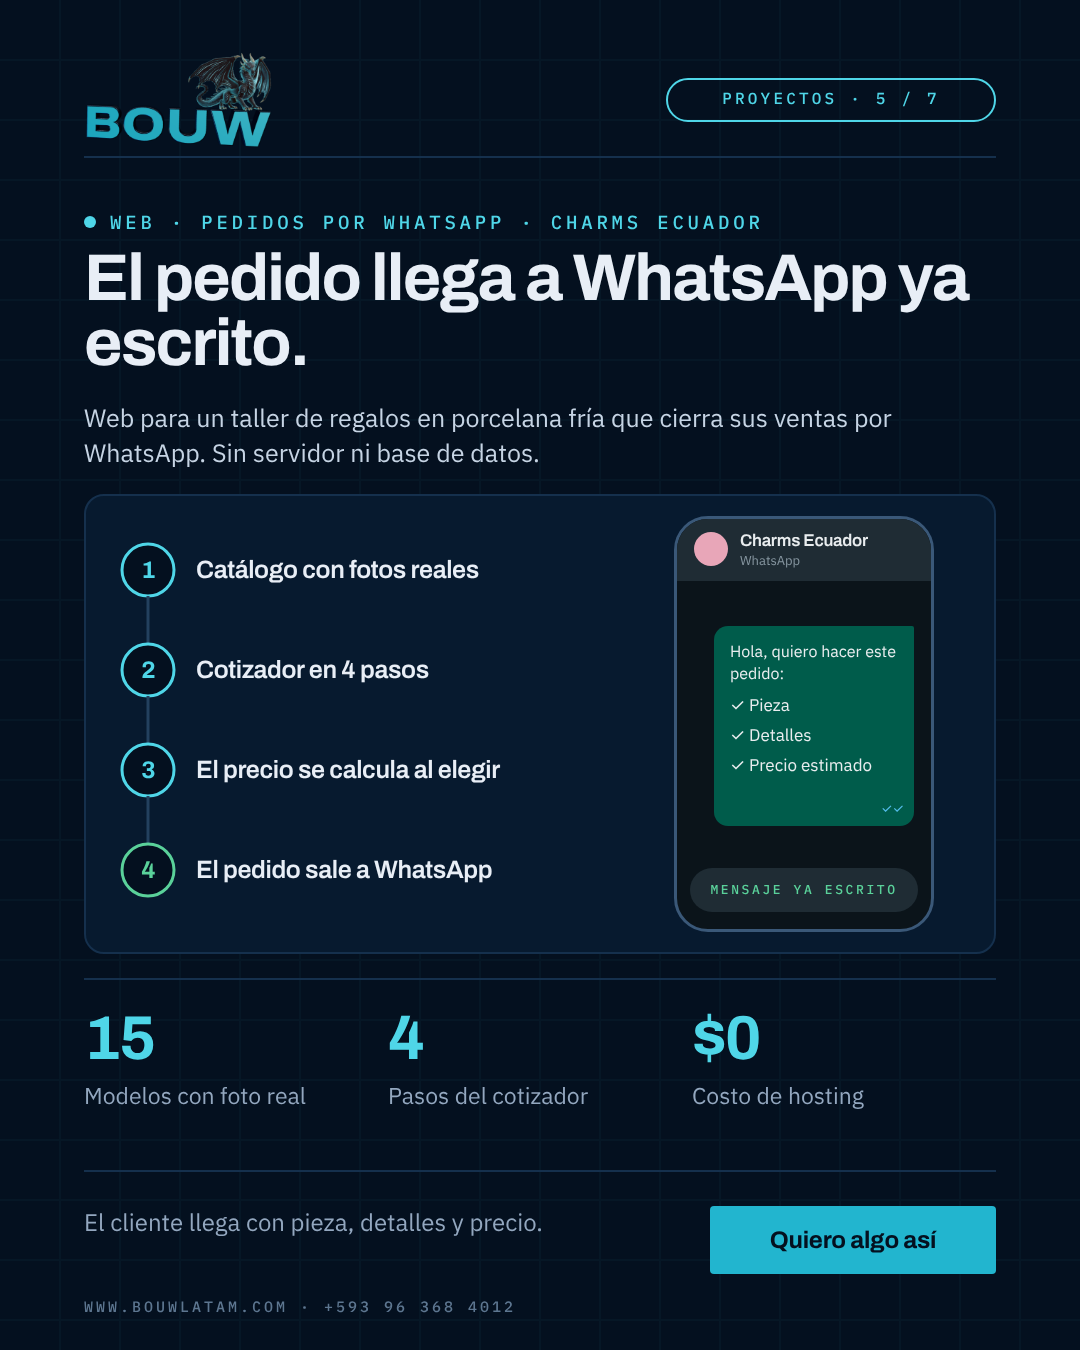 BOUW
PROYECTOS · 5 / 7
WEB · PEDIDOS POR WHATSAPP · CHARMS ECUADOR
El pedido llega a WhatsApp ya
escrito.
Web para un taller de regalos en porcelana fría que cierra sus ventas por
WhatsApp. Sin servidor ni base de datos.
1 Catálogo con fotos reales
2 Cotizador en 4 pasos
3 El precio se calcula al elegir
4 El pedido sale a WhatsApp
Charms Ecuador
WhatsApp
Hola, quiero hacer este
pedido:
✓ Pieza
✓ Detalles
✓ Precio estimado
✓✓
MENSAJE YA ESCRITO
15
Modelos con foto real
4
Pasos del cotizador
$0
Costo de hosting
El cliente llega con pieza, detalles y precio.
Quiero algo así
WWW.BOUWLATAM.COM · +593 96 368 4012